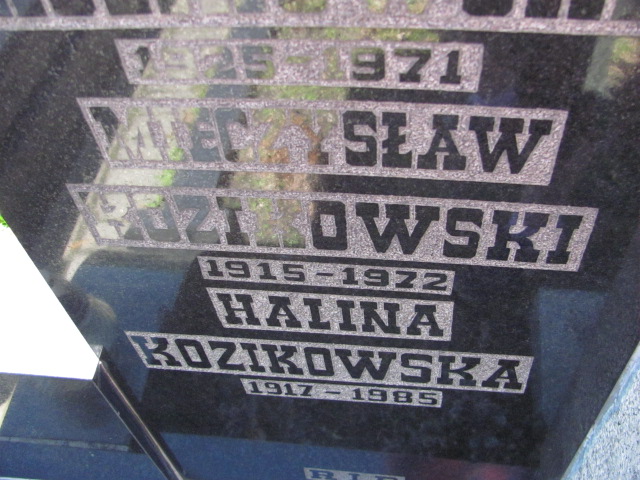 1925-1971
MIECZYSŁAW
KOZIKOWSKI
1915-1972
HALINA
KOZIKOWSKA
1917-1985
R.I.P.